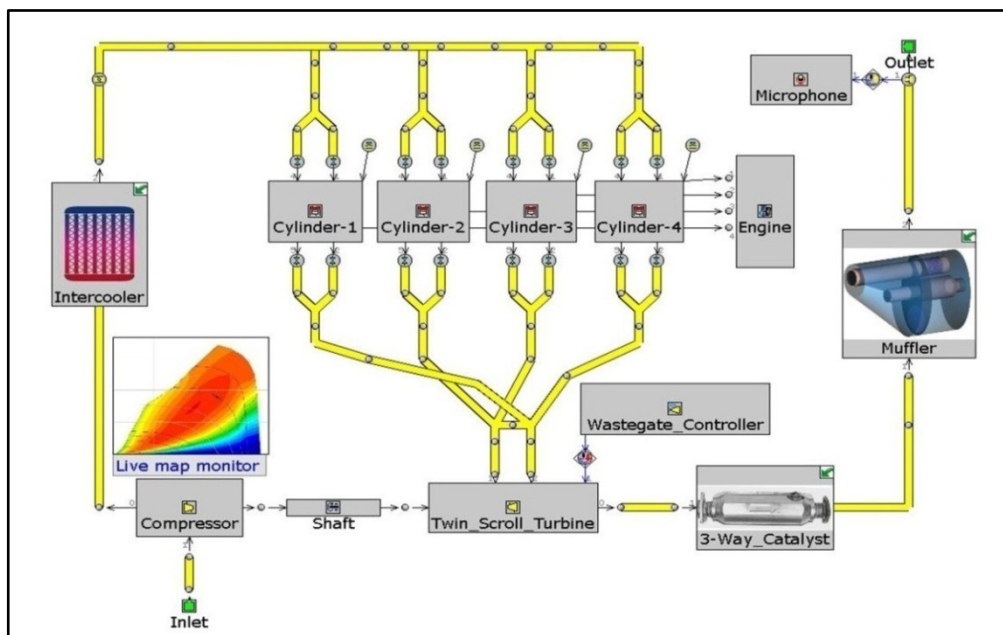 Outlet
Microphone
Cylinder-1
Cylinder-2
Cylinder-3
Cylinder-4
Engine
Intercooler
Muffler
Wastegate_Controller
Live map monitor
Compressor
Shaft
Twin_Scroll_Turbine
3-Way_Catalyst
Inlet